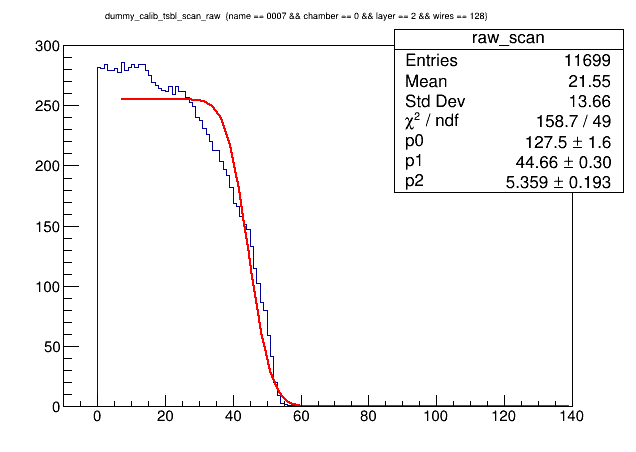 dummy_calib_tsbl_scan_raw (name == 0007 && chamber == 0 && layer == 2 && wires == 128)
raw_scan
Entries 11699
Mean 21.55
Std Dev 13.66
χ² / ndf 158.7 / 49
p0 127.5 ± 1.6
p1 44.66 ± 0.30
p2 5.359 ± 0.193
300
250
200
150
100
50
0
0 20 40 60 80 100 120 140